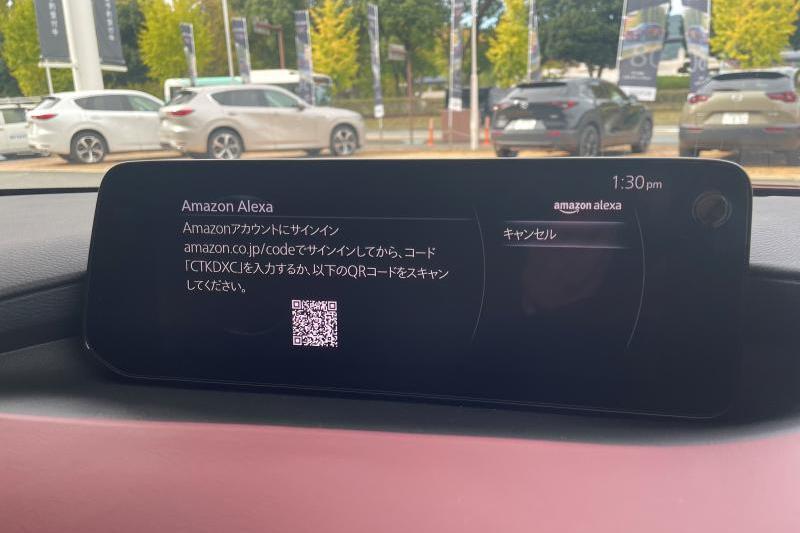 1:30pm
Amazon Alexa
amazon alexa
Amazonアカウントにサインイン
amazon.co.jp/codeでサインインしてから、コード
「CTKDXC」を入力するか、以下のQRコードをスキャン
してください。
キャンセル